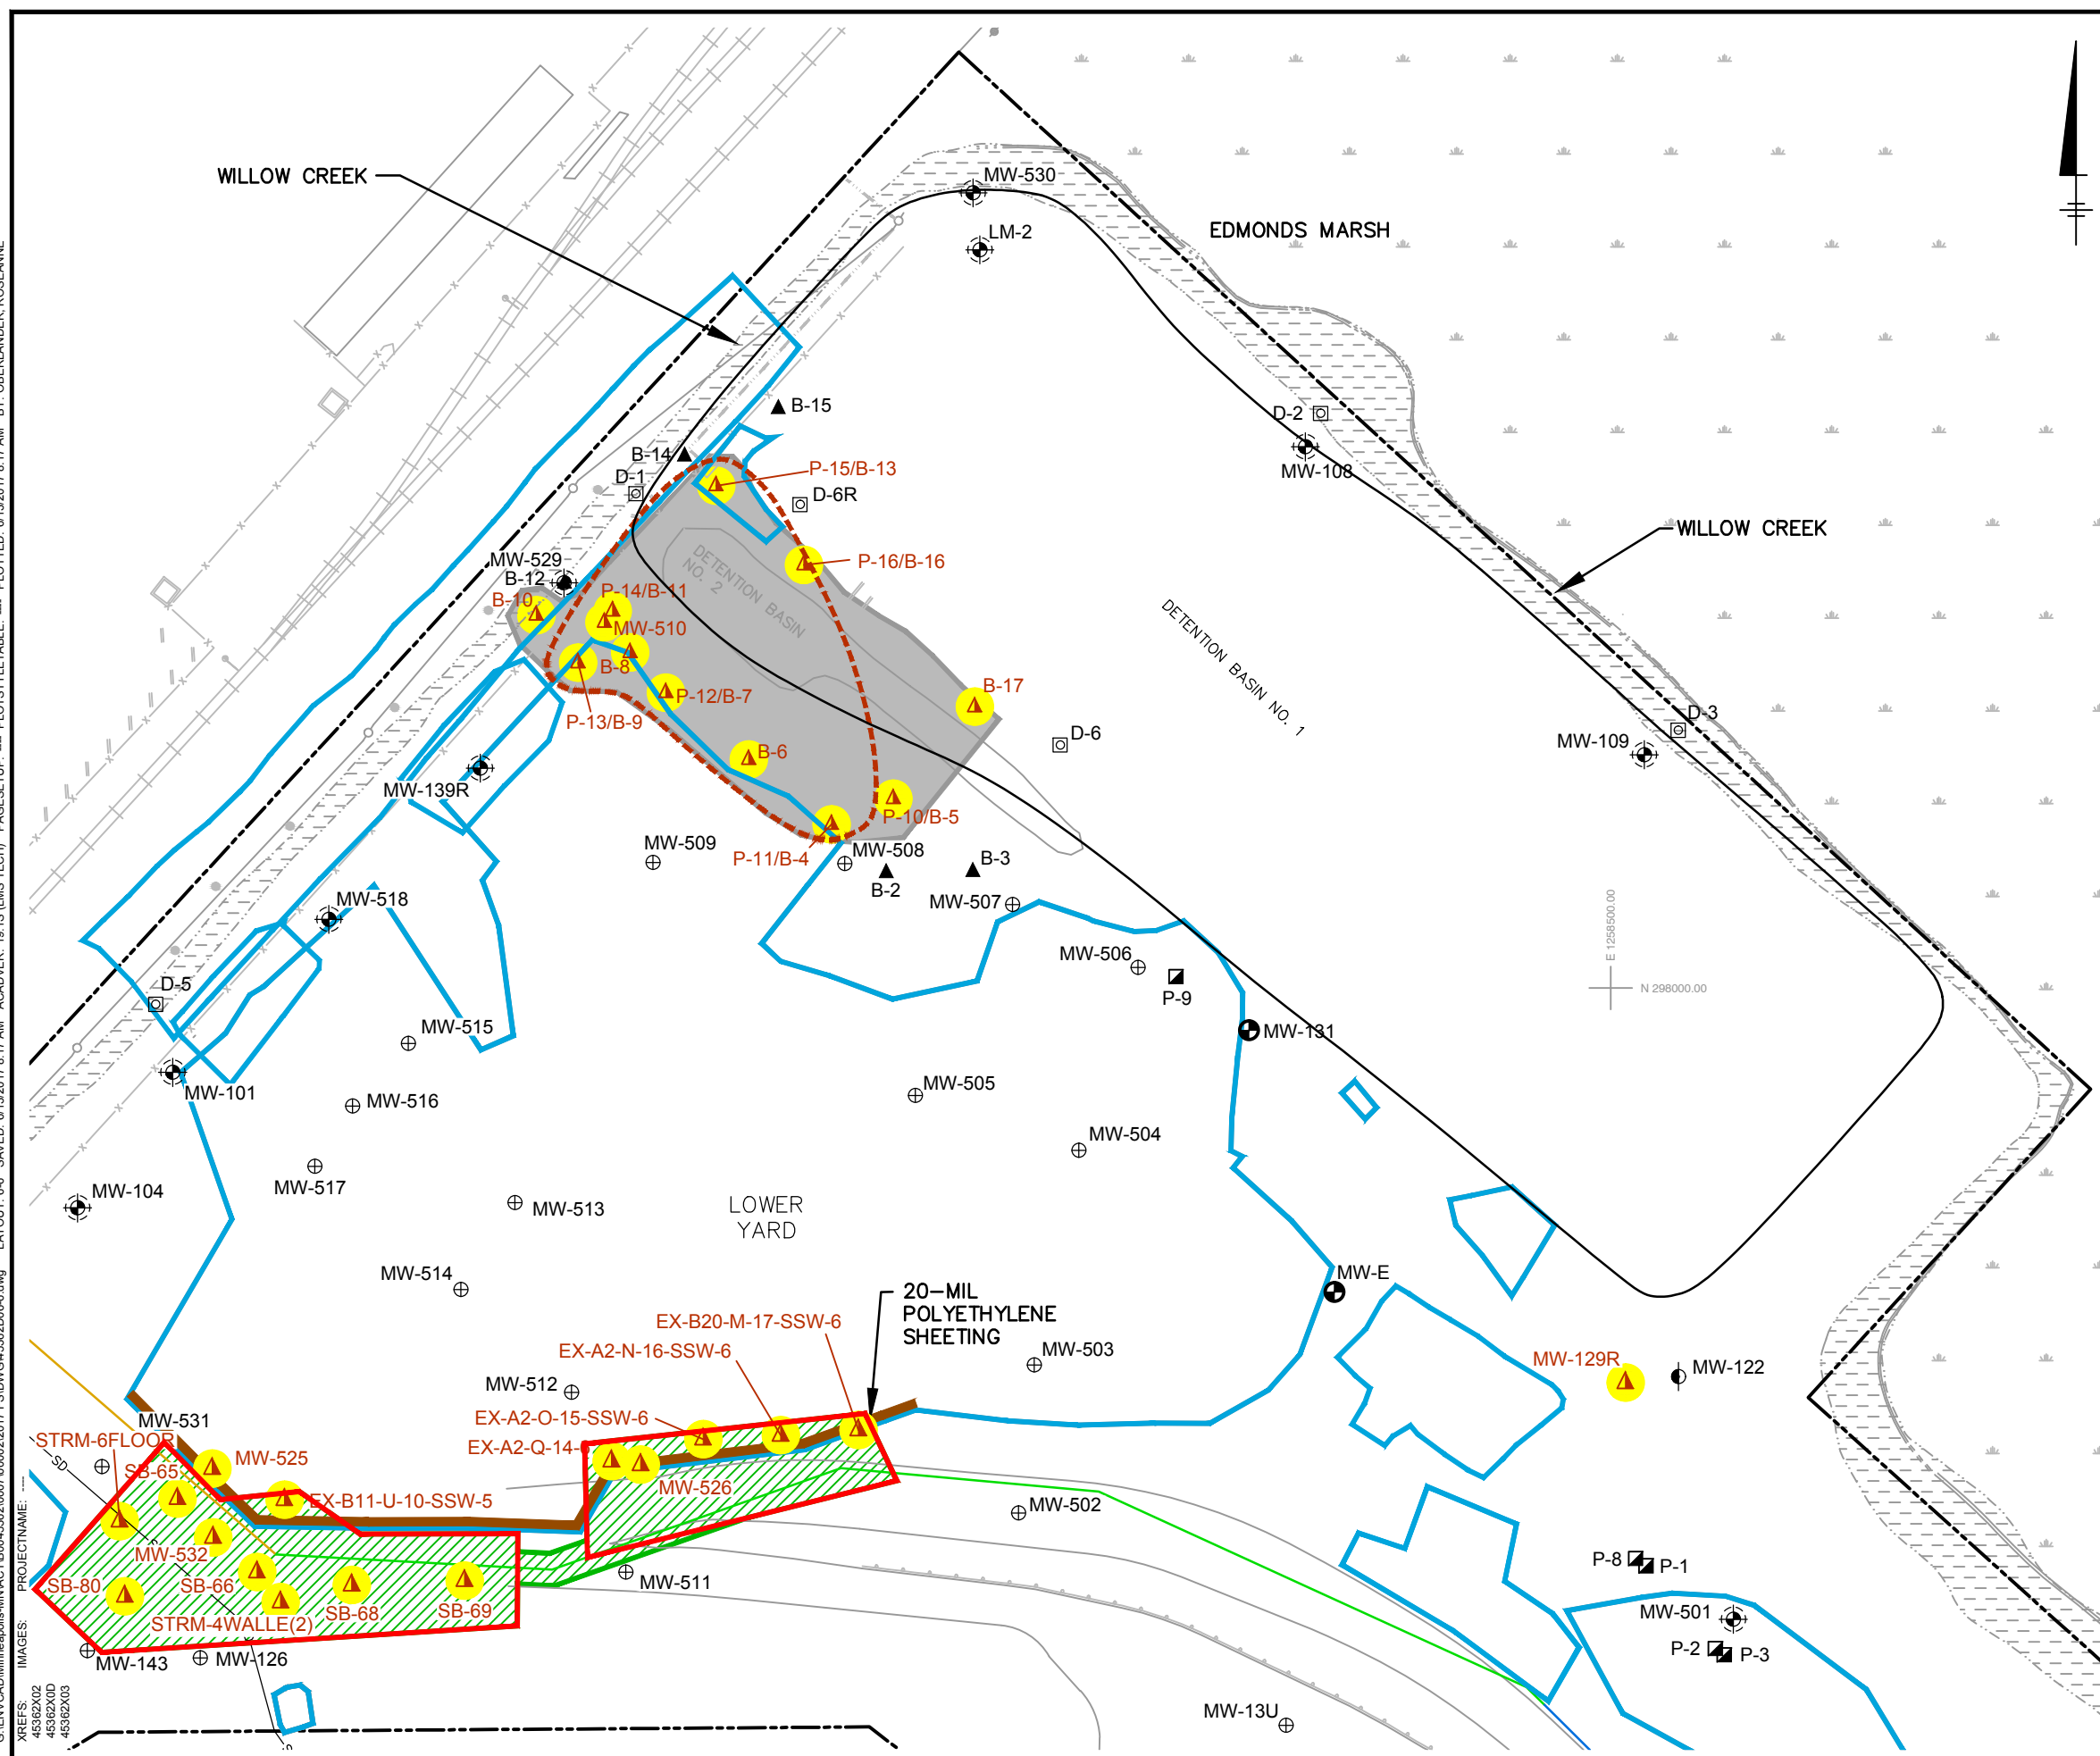 WILLOW CREEK
MW-530
LM-2
EDMONDS MARSH
B-15
B-14
D-1
P-15/B-13
D-6R
D-2
MW-108
WILLOW CREEK
MW-529
B-12
B-10
P-14/B-11
MW-510
B-8
P-16/B-16
DETENTION BASIN
NO. 2
P-12/B-7
P-13/B-9
B-17
DETENTION BASIN NO. 1
D-6
D-3
MW-109
B-6
MW-139R
P-10/B-5
P-11/B-4
MW-509
MW-508
B-2
B-3
MW-507
MW-518
E 1258500.00
N 298000.00
MW-506
P-9
D-5
MW-515
MW-131
MW-101
MW-516
MW-505
MW-504
MW-517
MW-104
MW-513
LOWER
YARD
MW-514
MW-E
20-MIL
POLYETHYLENE
SHEETING
EX-B20-M-17-SSW-6
EX-A2-N-16-SSW-6
MW-503
MW-129R
MW-122
MW-512
EX-A2-O-15-SSW-6
EX-A2-Q-14-
MW-531
STRM-6FLOOR
SD
SB-65
MW-525
EX-B11-U-10-SSW-5
MW-526
MW-502
MW-532
SB-80
SB-66
SB-68
SB-69
STRM-4WALLE(2)
MW-511
P-8
P-1
MW-501
P-2
P-3
MW-143
MW-126
MW-13U
XREFS:
45362X02
45362X0D
45362X03
IMAGES:
PROJECTNAME: ----